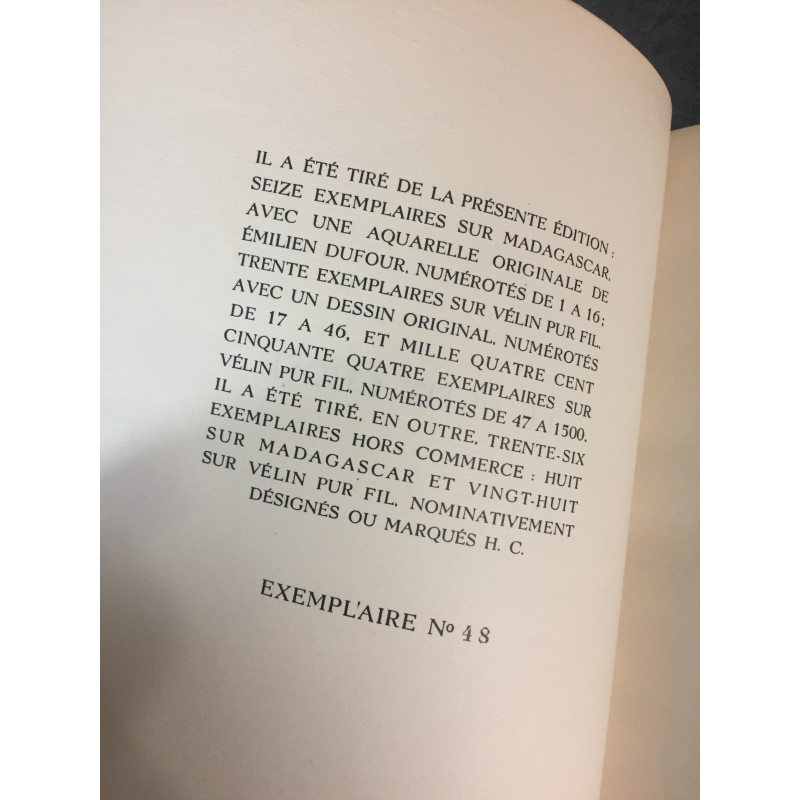 IL A ÉTÉ TIRÉ DE LA PRÉSENTE ÉDITION :
SEIZE EXEMPLAIRES SUR MADAGASCAR,
AVEC UNE AQUARELLE ORIGINALE DE
ÉMILIEN DUFOUR, NUMÉROTÉS DE 1 A 16 ;
TRENTE EXEMPLAIRES SUR VÉLIN PUR FIL,
AVEC UN DESSIN ORIGINAL, NUMÉROTÉS
DE 17 A 46, ET MILLE QUATRE CENT
CINQUANTE QUATRE EXEMPLAIRES SUR
VÉLIN PUR FIL, NUMÉROTÉS DE 47 A 1500.
IL A ÉTÉ TIRÉ, EN OUTRE, TRENTE-SIX
EXEMPLAIRES HORS COMMERCE : HUIT
SUR MADAGASCAR ET VINGT-HUIT
SUR VÉLIN PUR FIL, NOMINATIVEMENT
DÉSIGNÉS OU MARQUÉS H. C.
EXEMPL'AIRE Nº 48